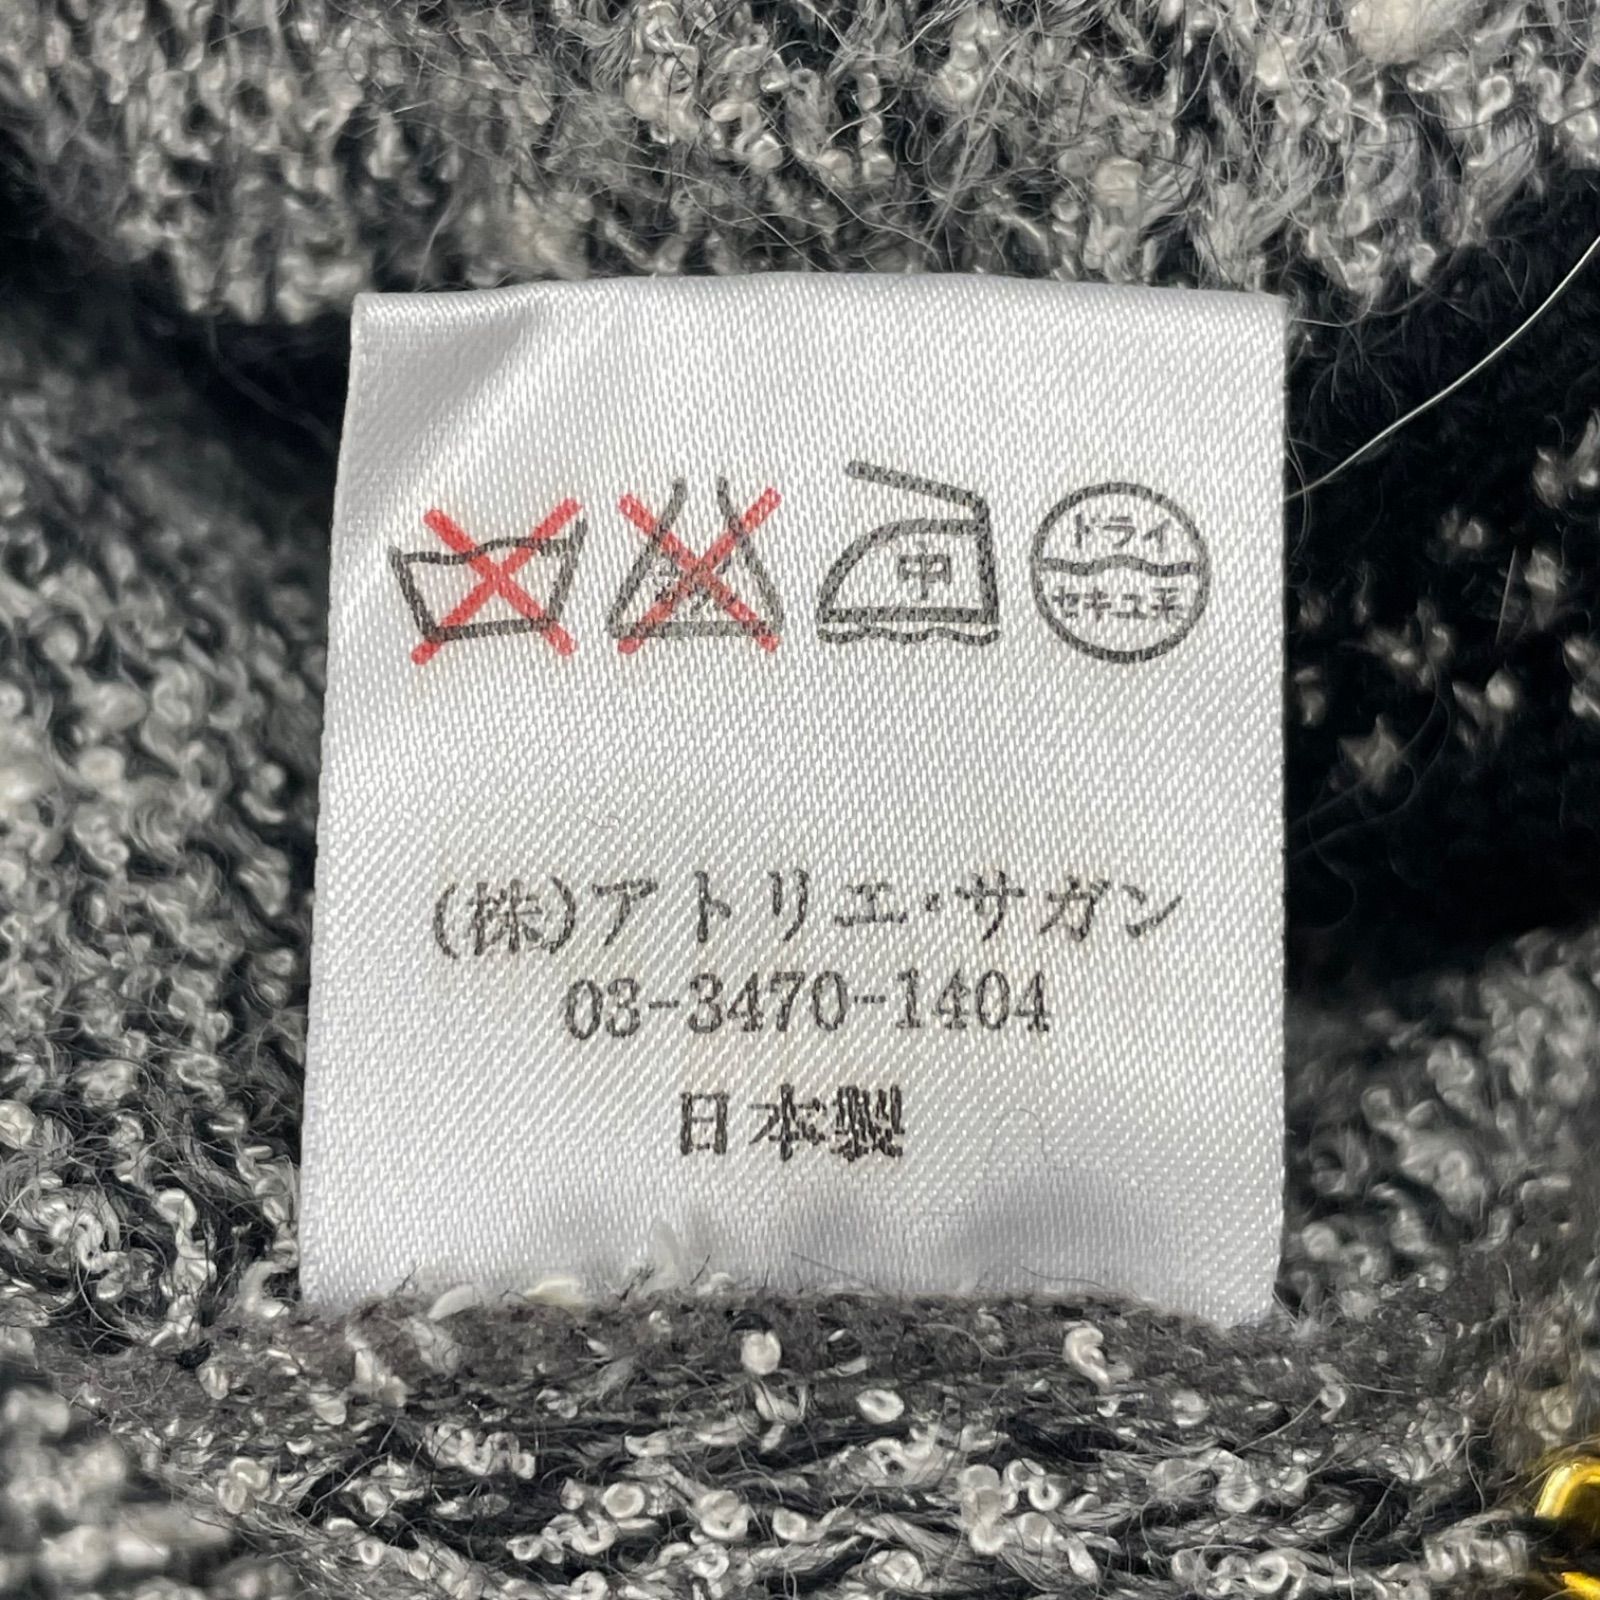 中
ドライ
セキユ系
(株)アトリエ・サガン
03-3470-1404
日本製